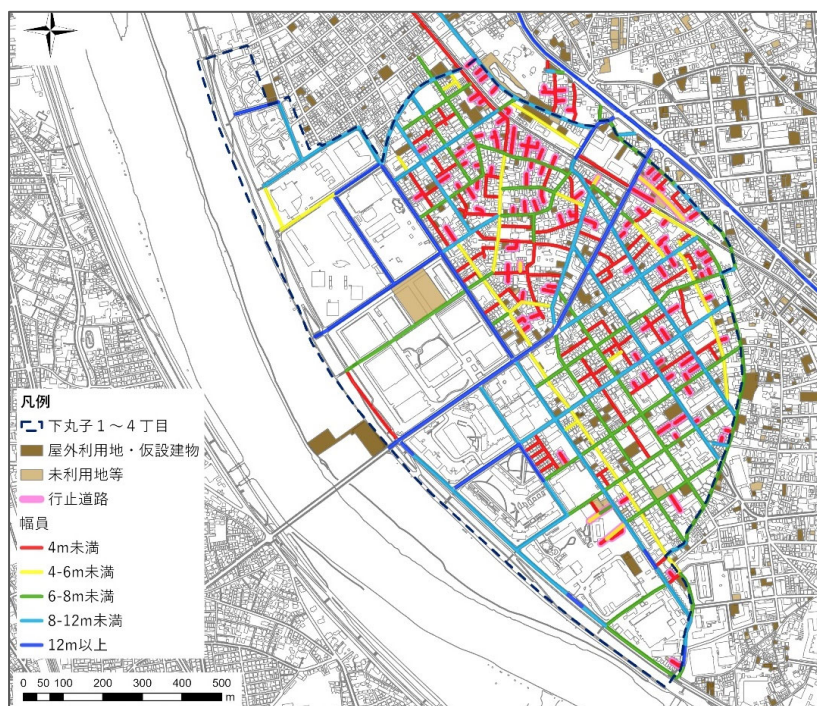 凡例
下丸子1～4丁目
屋外利用地・仮設建物
未利用地等
行止道路
幅員
4m未満
4-6m未満
6-8m未満
8-12m未満
12m以上
0 50 100 200 300 400 500
m